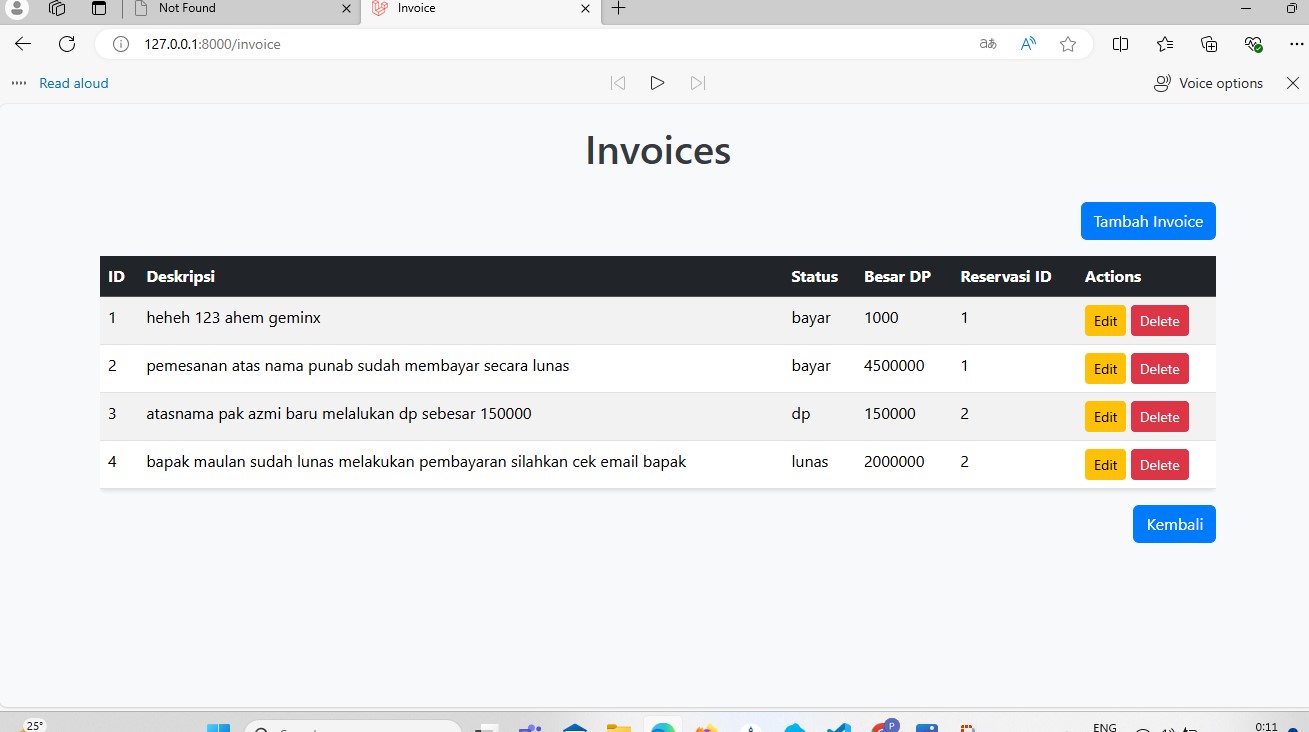 Not Found
Invoice
127.0.0.1:8000/invoice
Read aloud
Voice options
Invoices
Tambah Invoice
ID Deskripsi Status Besar DP Reservasi ID Actions
1 heheh 123 ahem geminx bayar 1000 1 Edit Delete
2 pemesanan atas nama punab sudah membayar secara lunas bayar 4500000 1 Edit Delete
3 atasnama pak azmi baru melalukan dp sebesar 150000 dp 150000 2 Edit Delete
4 bapak maulan sudah lunas melakukan pembayaran silahkan cek email bapak lunas 2000000 2 Edit Delete
Kembali
25°
ENG
0:11